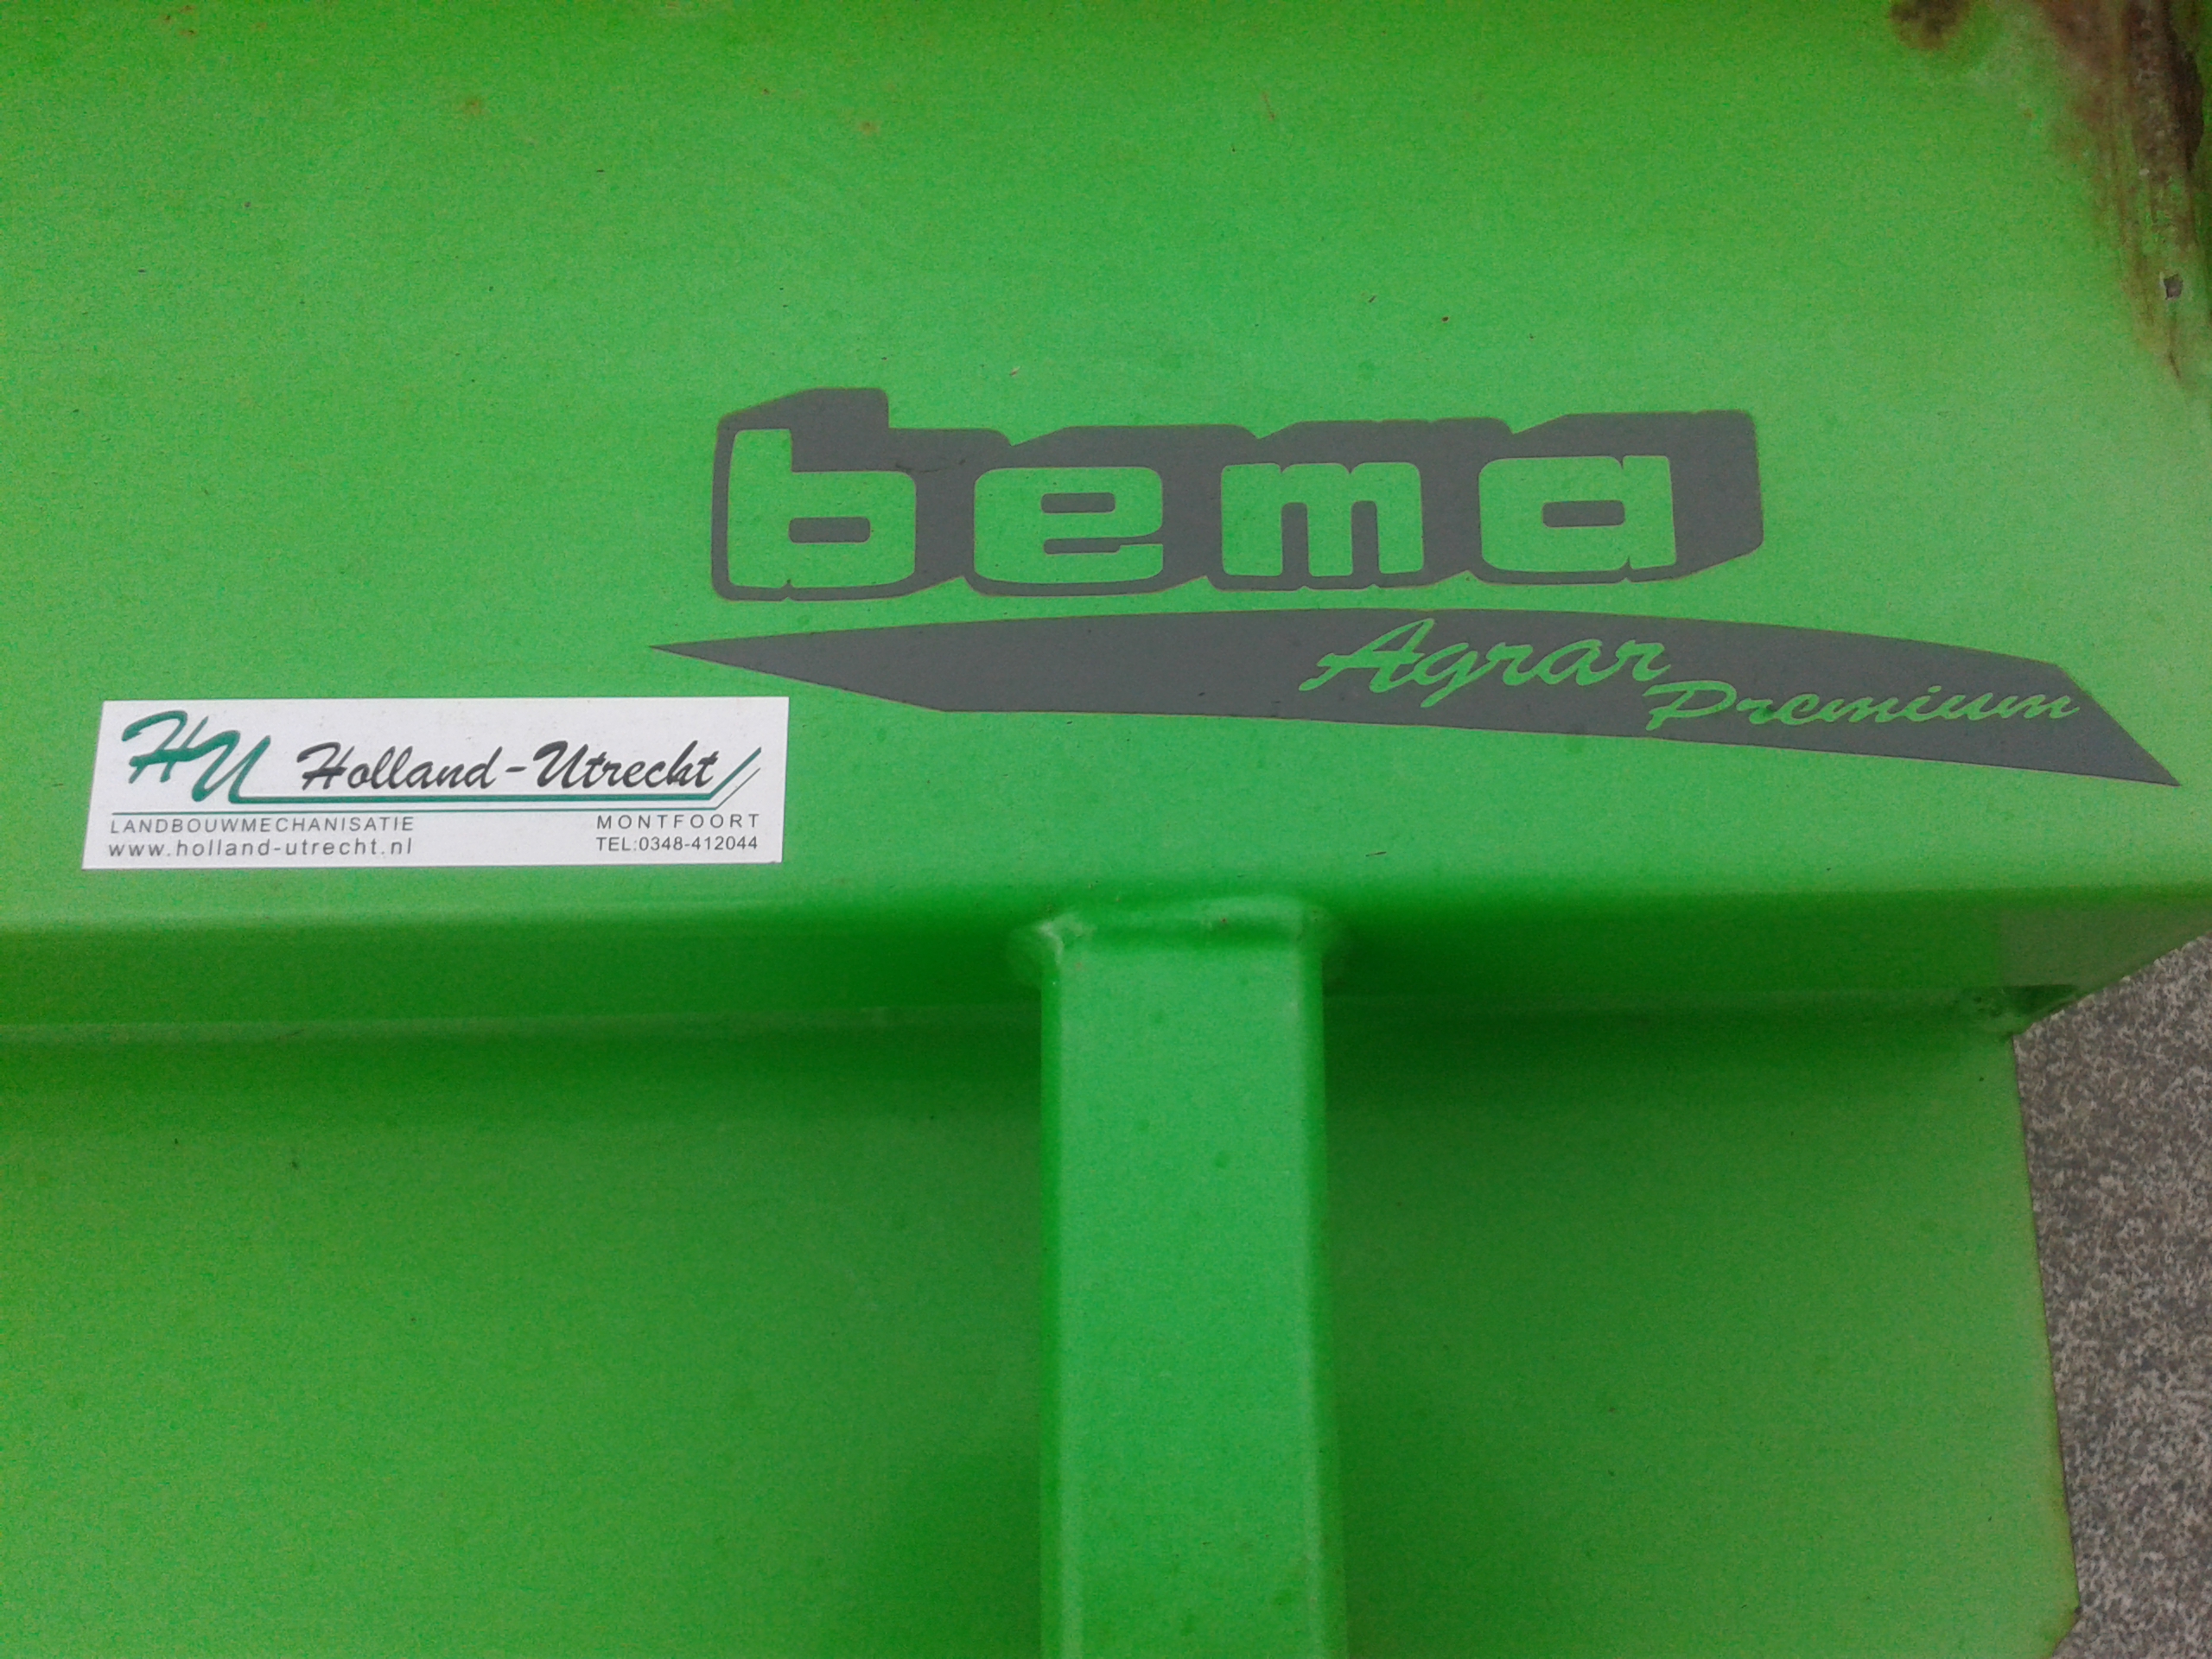 bema
Agrar
Premium
HU Holland-Utrecht
LANDBOUWMECHANISATIE MONTFOORT
www.holland-utrecht.nl TEL:0348-412044